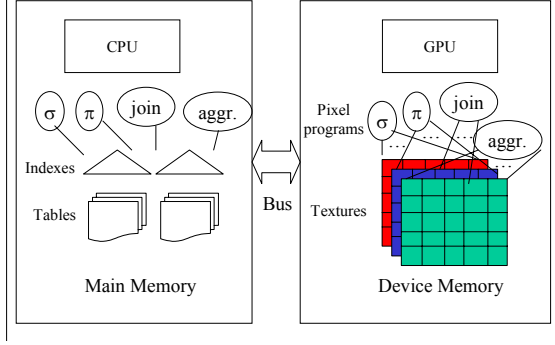 CPU
σ
π
join
aggr.
Indexes
Tables
Main Memory
Bus
GPU
Pixel
programs
σ
π
join
aggr.
Textures
Device Memory